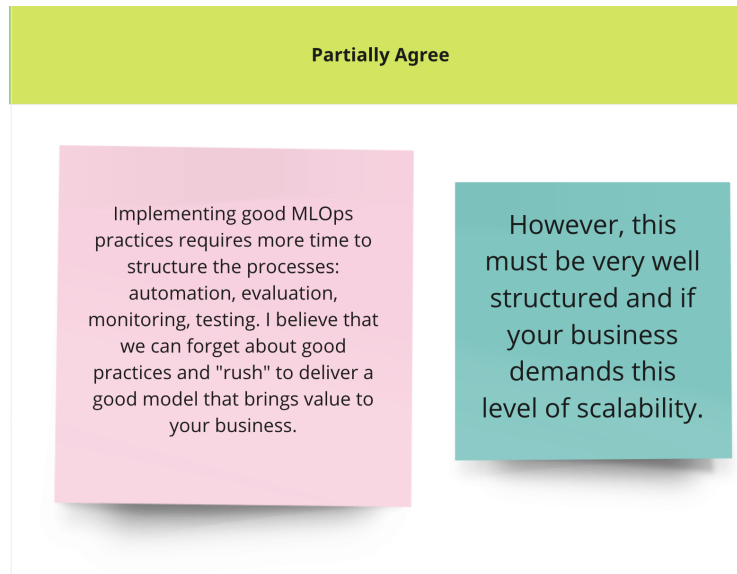 Partially Agree
Implementing good MLOps
practices requires more time to
structure the processes:
automation, evaluation,
monitoring, testing. I believe that
we can forget about good
practices and "rush" to deliver a
good model that brings value to
your business.
However, this
must be very well
structured and if
your business
demands this
level of scalability.